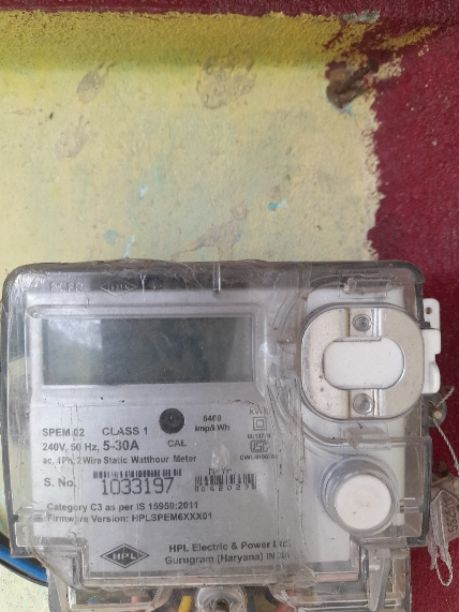 SPEM 02 CLASS 1
6400
imp/kWh
240V, 50 Hz, 5-30A CAL
ac, 1Ph, 2 Wire Static Watthour Meter
S. No. 1033197
Category C3 as per IS 15959:2011
Firmware Version: HPLSPEM6XXX01
HPL
HPL Electric & Power Ltd.
Gurugram (Haryana)